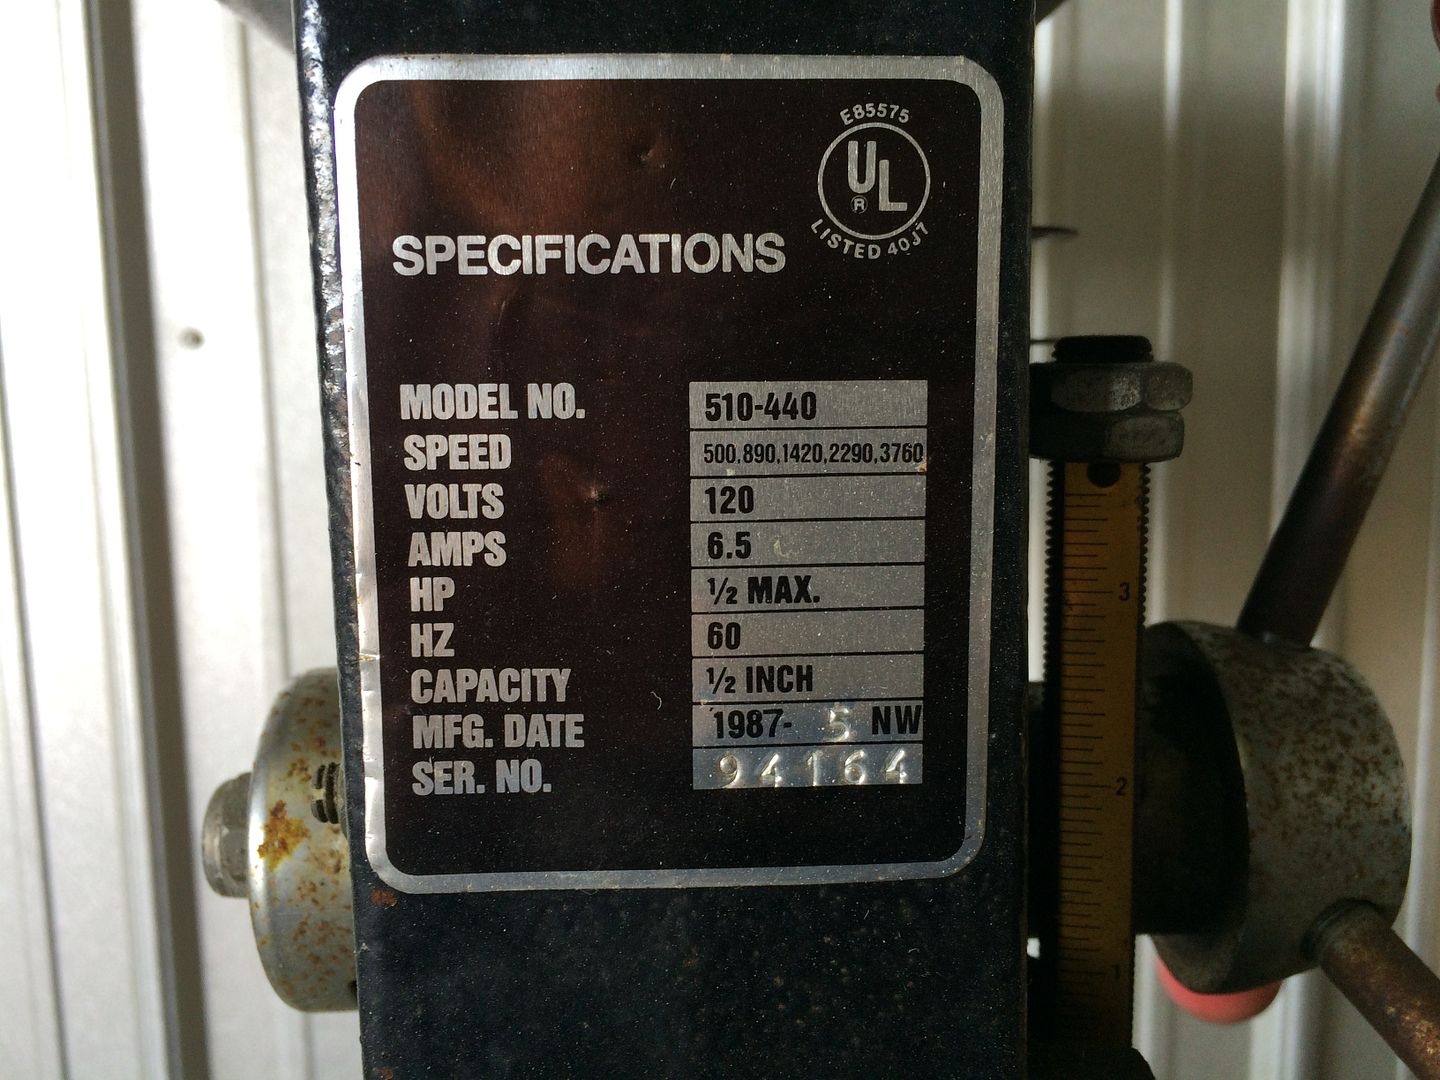 E85575
UL
®
LISTED 40J7
SPECIFICATIONS
MODEL NO. 510-440
SPEED 500,890,1420,2290,3760
VOLTS 120
AMPS 6.5
HP ½ MAX.
HZ 60
CAPACITY ½ INCH
MFG. DATE 1987- 5 NW
SER. NO. 94164
3
2
1